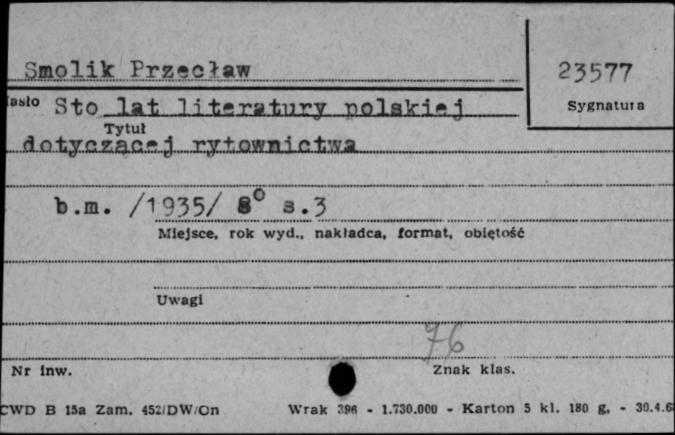 Smolik Przecław
23577
asło Sto lat literatury polskiej
Sygnatura
Tytuł
dotyczącej rytownictwa
b.m. /1935/ 8° s.3
Miejsce, rok wyd., nakładca, format, objętość
Uwagi
76
Nr inw.
Znak klas.
CWD B 15a Zam. 452/DW/Cn Wrak 396 - 1.730.000 - Karton 5 kl. 180 g. - 30.4.6